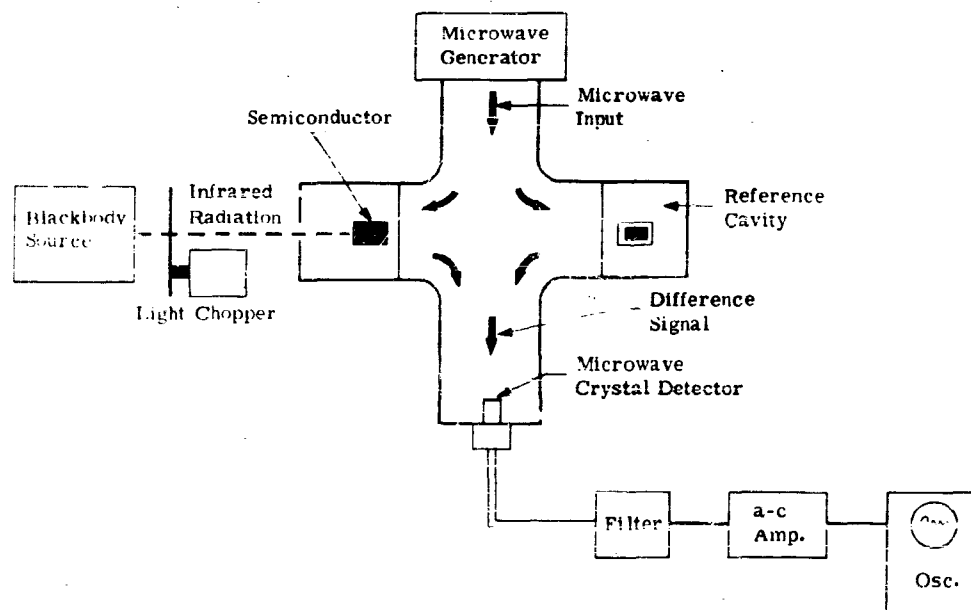 Microwave
Generator
Microwave
Input
Semiconductor
Infrared
Radiation
Blackbody
Source
Reference
Cavity
Light Chopper
Difference
Signal
Microwave
Crystal Detector
Filter
a-c
Amp.
Osc.